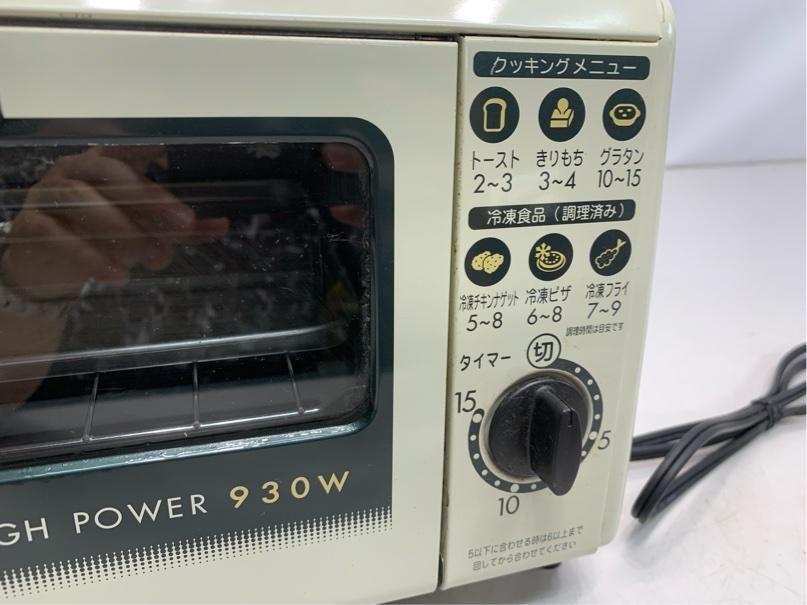 クッキングメニュー
トースト きりもち グラタン
2~3 3~4 10~15
冷凍食品(調理済み)
冷凍チキンナゲット 冷凍ピザ 冷凍フライ
5~8 6~8 7~9
調理時間は目安です
タイマー 切
15
5
10
GH POWER 930W
5以下に合わせる時は6以上まで
回してから合わせてください